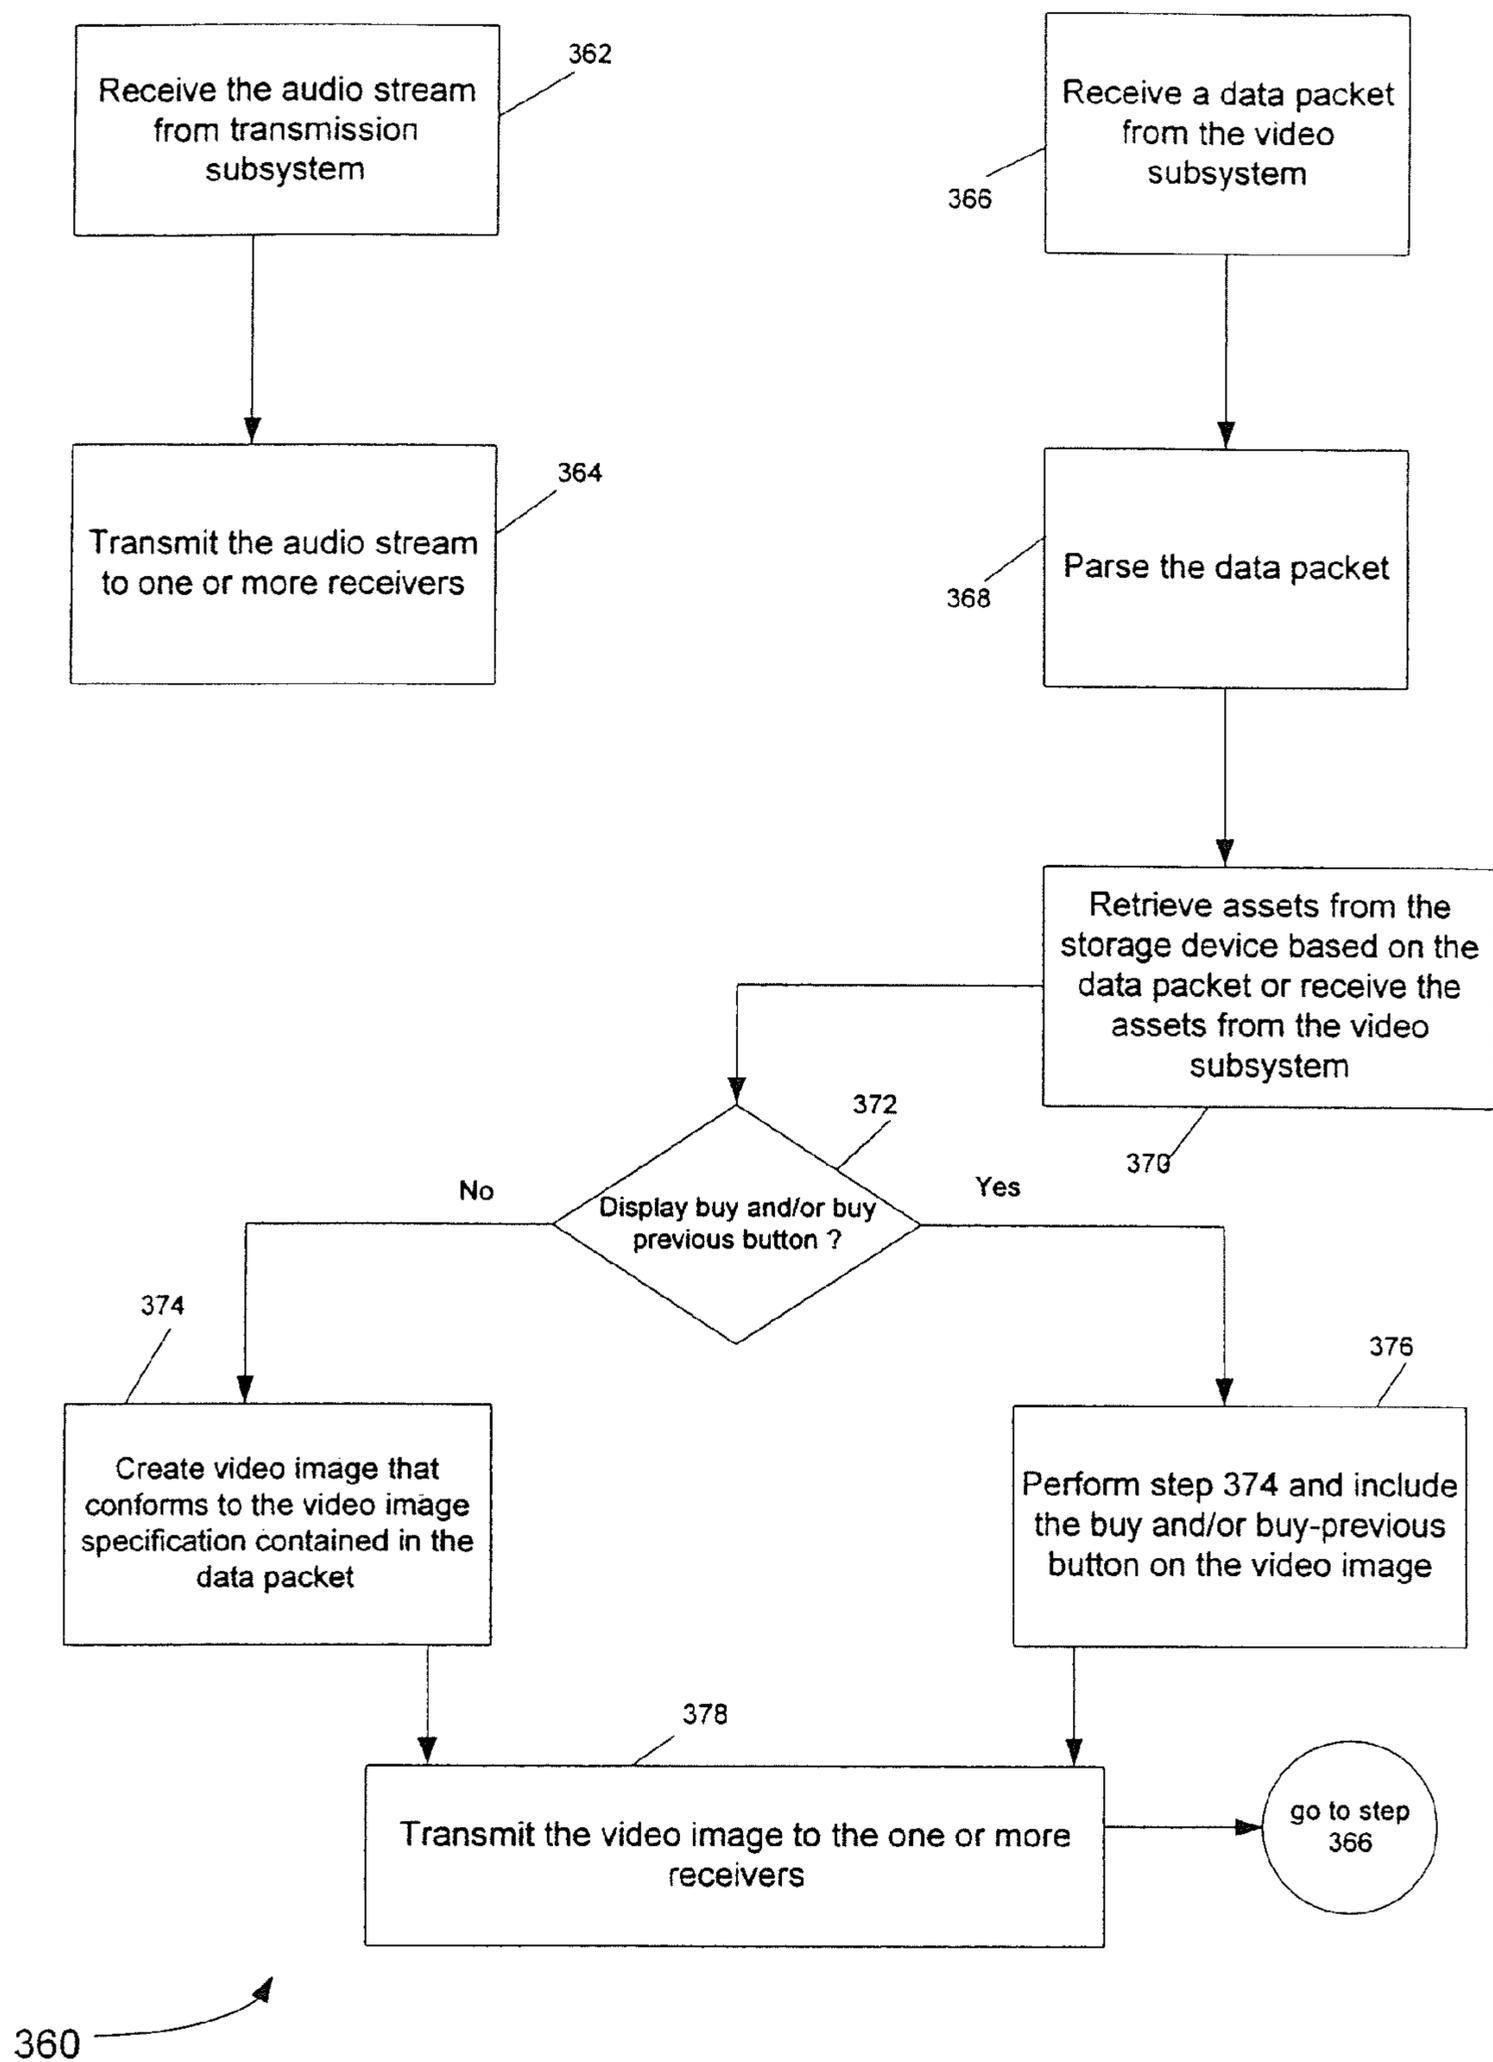 Receive the audio stream
from transmission
subsystem
362
Receive a data packet
from the video
subsystem
366
Transmit the audio stream
to one or more receivers
364
Parse the data packet
368
Retrieve assets from the
storage device based on the
data packet or receive the
assets from the video
subsystem
370
372
No
Display buy and/or buy
previous button ?
Yes
374
Create video image that
conforms to the video image
specification contained in the
data packet
376
Perform step 374 and include
the buy and/or buy-previous
button on the video image
378
Transmit the video image to the one or more
receivers
go to step
366
360